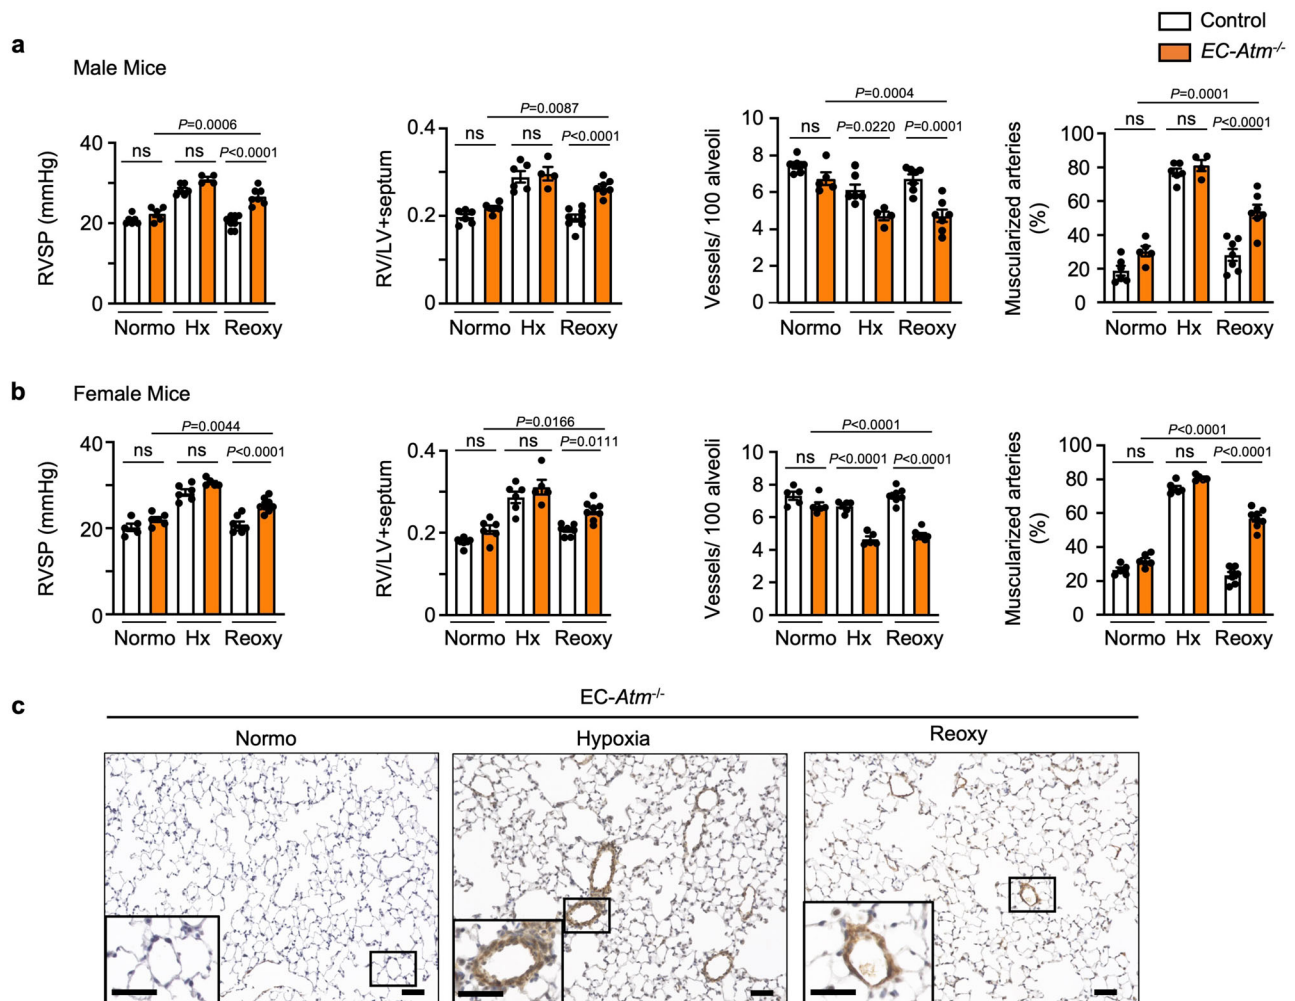 Control
EC-Atm-/-
a
Male Mice
P=0.0006
ns
ns
P<0.0001
RVSP (mmHg)
40
20
0
Normo
Hx
Reoxy
P=0.0087
ns
ns
P<0.0001
RV/LV+septum
0.4
0.2
0
Normo
Hx
Reoxy
P=0.0004
ns
P=0.0220
P=0.0001
Vessels/ 100 alveoli
10
8
6
4
2
0
Normo
Hx
Reoxy
P=0.0001
ns
ns
P<0.0001
Muscularized arteries
(%)
100
80
60
40
20
0
Normo
Hx
Reoxy
b
Female Mice
P=0.0044
ns
ns
P<0.0001
RVSP (mmHg)
40
20
0
Normo
Hx
Reoxy
P=0.0166
ns
ns
P=0.0111
RV/LV+septum
0.4
0.2
0
Normo
Hx
Reoxy
P<0.0001
ns
P<0.0001
P<0.0001
Vessels/ 100 alveoli
10
8
6
4
2
0
Normo
Hx
Reoxy
P<0.0001
ns
ns
P<0.0001
Muscularized arteries
(%)
100
80
60
40
20
0
Normo
Hx
Reoxy
c
EC-Atm-/-
Normo
Hypoxia
Reoxy